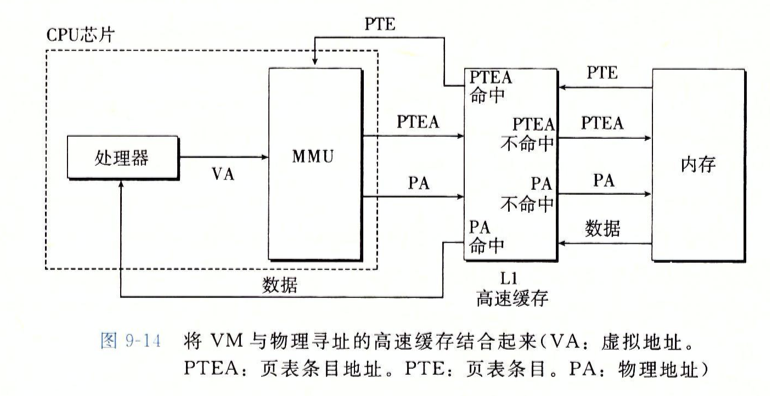 CPU芯片
PTE
PTEA
命中
PTE
处理器
VA
MMU
PTEA
PTEA
不命中
PTEA
内存
PA
PA
不命中
PA
PA
命中
数据
数据
L1
高速缓存
图 9-14 将 VM 与物理寻址的高速缓存结合起来(VA：虚拟地址。
PTEA：页表条目地址。PTE：页表条目。PA：物理地址)